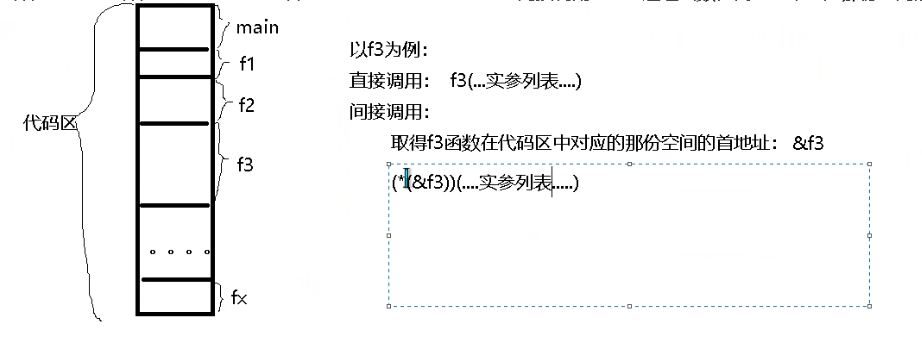 main
f1
f2
代码区
f3
fx
以f3为例：
直接调用： f3(...实参列表....)
间接调用：
取得f3函数在代码区中对应的那份空间的首地址： &f3
(*(&f3))(....实参列表.....)